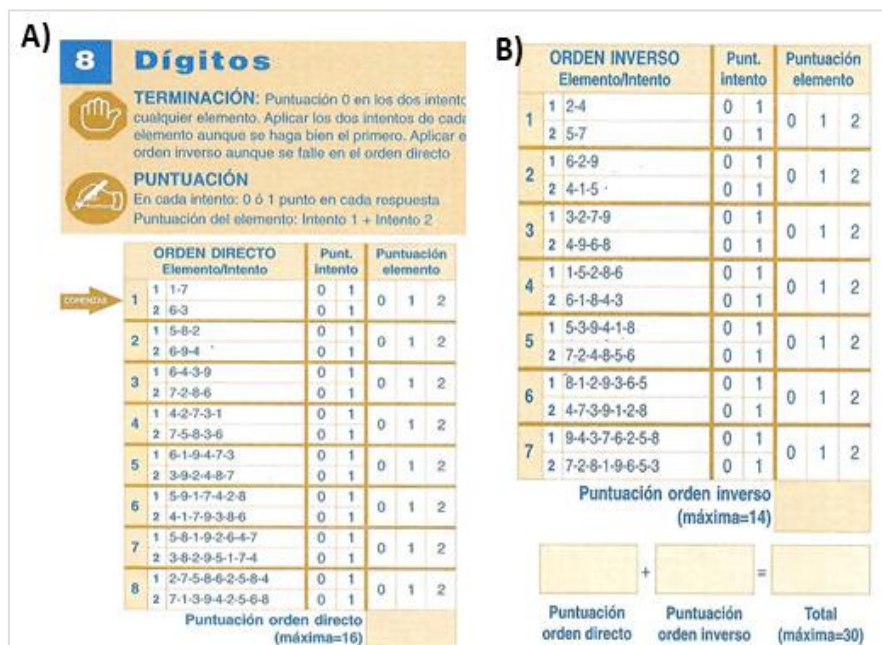 A)
8 Dígitos
TERMINACIÓN: Puntuación 0 en los dos intento
cualquier elemento. Aplicar los dos intentos de cada
elemento aunque se haga bien el primero. Aplicar e
orden inverso aunque se falle en el orden directo
PUNTUACIÓN
En cada intento: 0 ó 1 punto en cada respuesta
Puntuación del elemento: Intento 1 + Intento 2
COMENZAR
ORDEN DIRECTO Punt. Puntuación
Elemento/Intento intento elemento
1 1 1-7 0 1 0 1 2
2 6-3 0 1
2 1 5-8-2 0 1 0 1 2
2 6-9-4 0 1
3 1 6-4-3-9 0 1 0 1 2
2 7-2-8-6 0 1
4 1 4-2-7-3-1 0 1 0 1 2
2 7-5-8-3-6 0 1
5 1 6-1-9-4-7-3 0 1 0 1 2
2 3-9-2-4-8-7 0 1
6 1 5-9-1-7-4-2-8 0 1 0 1 2
2 4-1-7-9-3-8-6 0 1
7 1 5-8-1-9-2-6-4-7 0 1 0 1 2
2 3-8-2-9-5-1-7-4 0 1
8 1 2-7-5-8-6-2-5-8-4 0 1 0 1 2
2 7-1-3-9-4-2-5-6-8 0 1
Puntuación orden directo
(máxima=16)
B)
ORDEN INVERSO Punt. Puntuación
Elemento/Intento intento elemento
1 1 2-4 0 1 0 1 2
2 5-7 0 1
2 1 6-2-9 0 1 0 1 2
2 4-1-5 0 1
3 1 3-2-7-9 0 1 0 1 2
2 4-9-6-8 0 1
4 1 1-5-2-8-6 0 1 0 1 2
2 6-1-8-4-3 0 1
5 1 5-3-9-4-1-8 0 1 0 1 2
2 7-2-4-8-5-6 0 1
6 1 8-1-2-9-3-6-5 0 1 0 1 2
2 4-7-3-9-1-2-8 0 1
7 1 9-4-3-7-6-2-5-8 0 1 0 1 2
2 7-2-8-1-9-6-5-3 0 1
Puntuación orden inverso
(máxima=14)
+ =
Puntuación Puntuación Total
orden directo orden inverso (máxima=30)